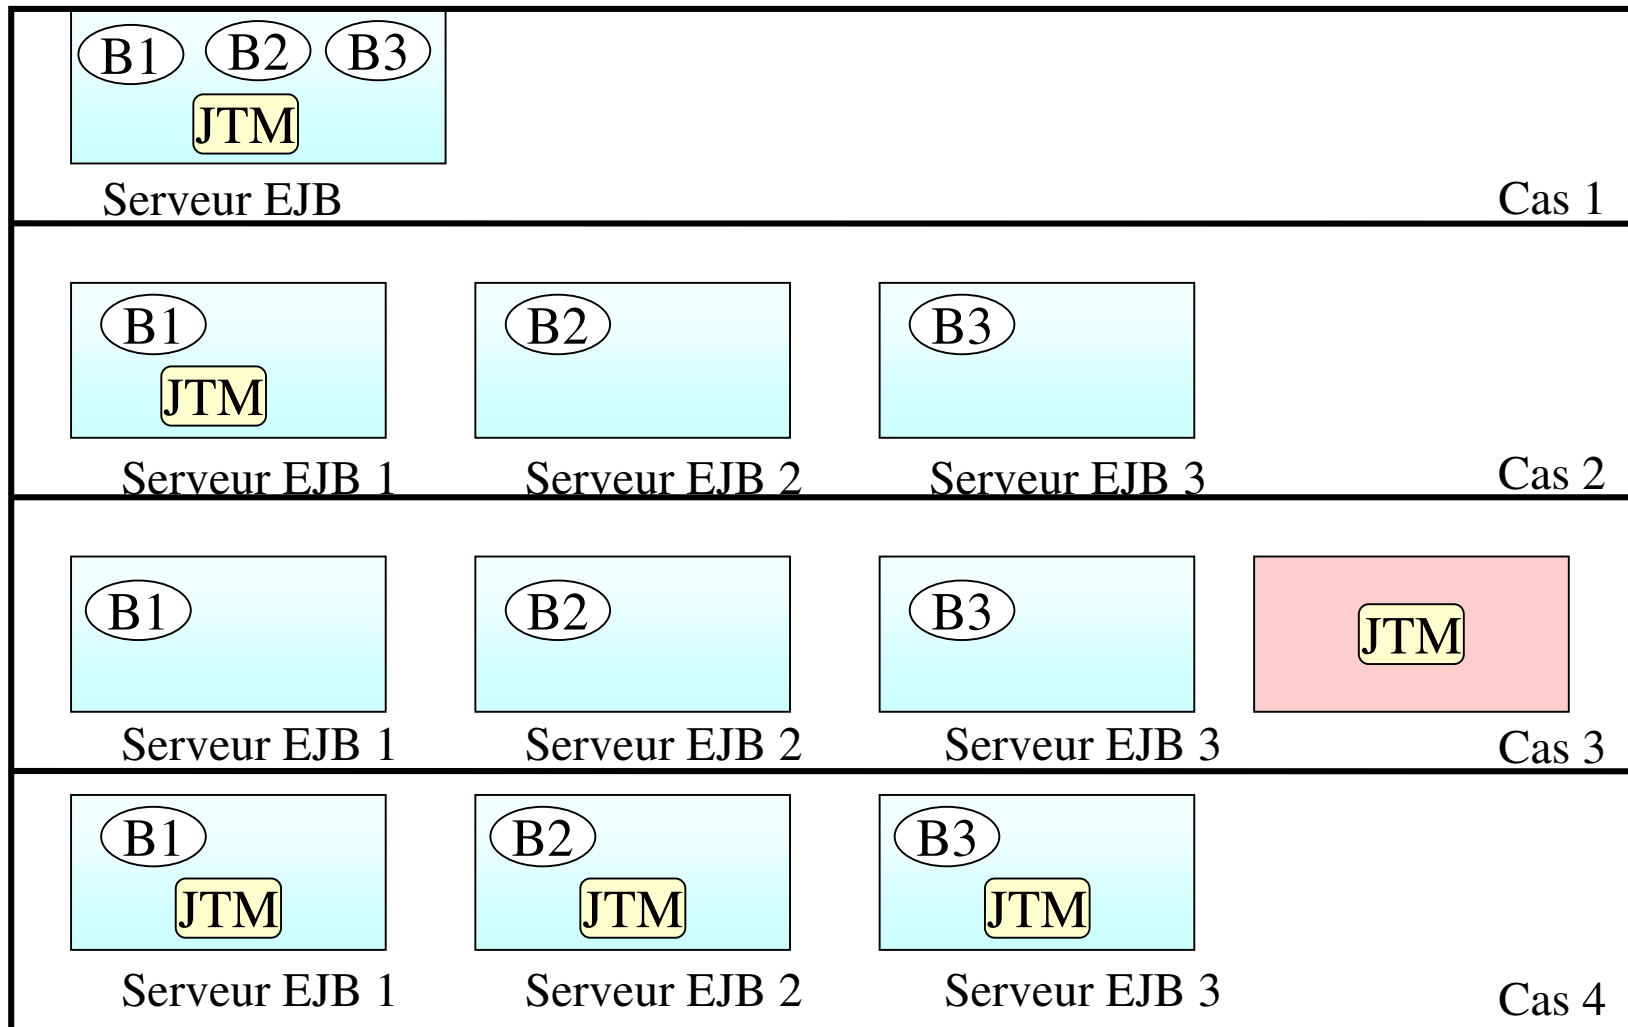 B1 B2 B3
JTM
Serveur EJB
Cas 1
B1 B2 B3
JTM
Serveur EJB 1 Serveur EJB 2 Serveur EJB 3
Cas 2
B1 B2 B3
JTM
Serveur EJB 1 Serveur EJB 2 Serveur EJB 3
Cas 3
B1 B2 B3
JTM JTM JTM
Serveur EJB 1 Serveur EJB 2 Serveur EJB 3
Cas 4